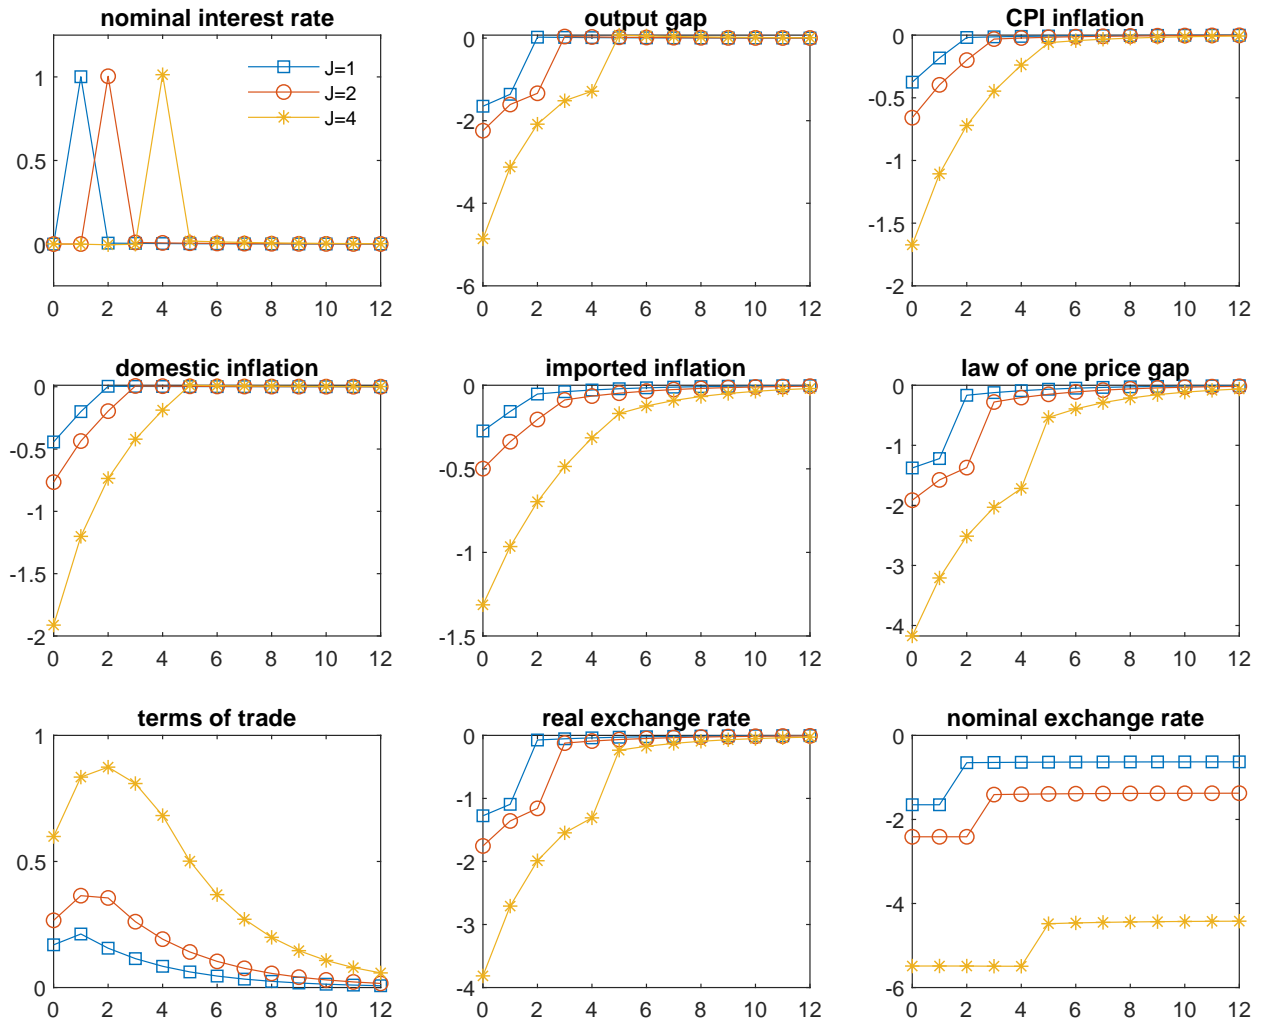 nominal interest rate
1
0.5
0
J=1
J=2
J=4
0 2 4 6 8 10 12
output gap
0
-2
-4
-6
0 2 4 6 8 10 12
CPI inflation
0
-0.5
-1
-1.5
-2
0 2 4 6 8 10 12
domestic inflation
0
-0.5
-1
-1.5
-2
0 2 4 6 8 10 12
imported inflation
0
-0.5
-1
-1.5
0 2 4 6 8 10 12
law of one price gap
0
-1
-2
-3
-4
0 2 4 6 8 10 12
terms of trade
1
0.5
0
0 2 4 6 8 10 12
real exchange rate
0
-1
-2
-3
-4
0 2 4 6 8 10 12
nominal exchange rate
0
-2
-4
-6
0 2 4 6 8 10 12